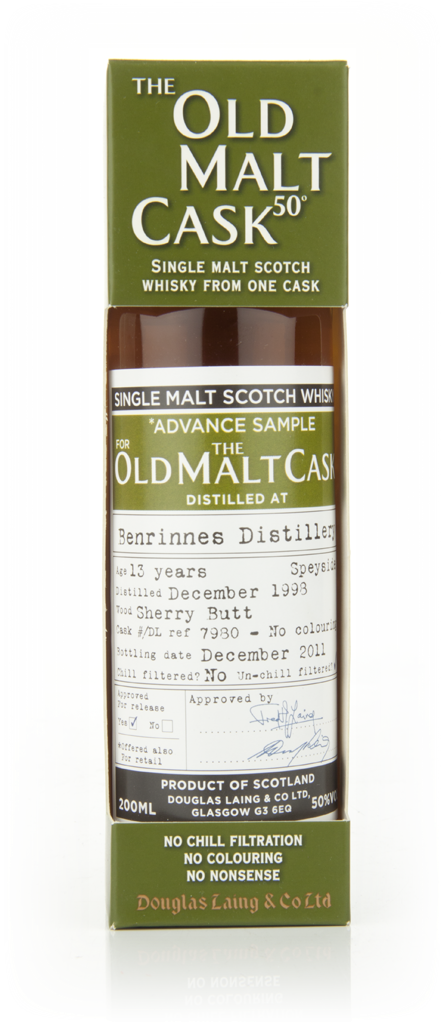 THE
OLD
MALT
CASK 50°
SINGLE MALT SCOTCH
WHISKY FROM ONE CASK
SINGLE MALT SCOTCH WHISK
*ADVANCE SAMPLE
FOR THE
OLD MALT CASK
DISTILLED AT
Benrinnes Distillery
Age 13 years Speyside
Distilled December 1998
Wood Sherry Butt
Cask #/DL ref 7980 - No colourin
Bottling date December 2011
Chill filtered? No Un-chill filtered?
Approved
For release
Yes No
Approved by
*Offered also
For retail
PRODUCT OF SCOTLAND
DOUGLAS LAING & CO LTD,
GLASGOW G3 6EQ
200ML 50%VO
NO CHILL FILTRATION
NO COLOURING
NO NONSENSE
Douglas Laing & Co Ltd